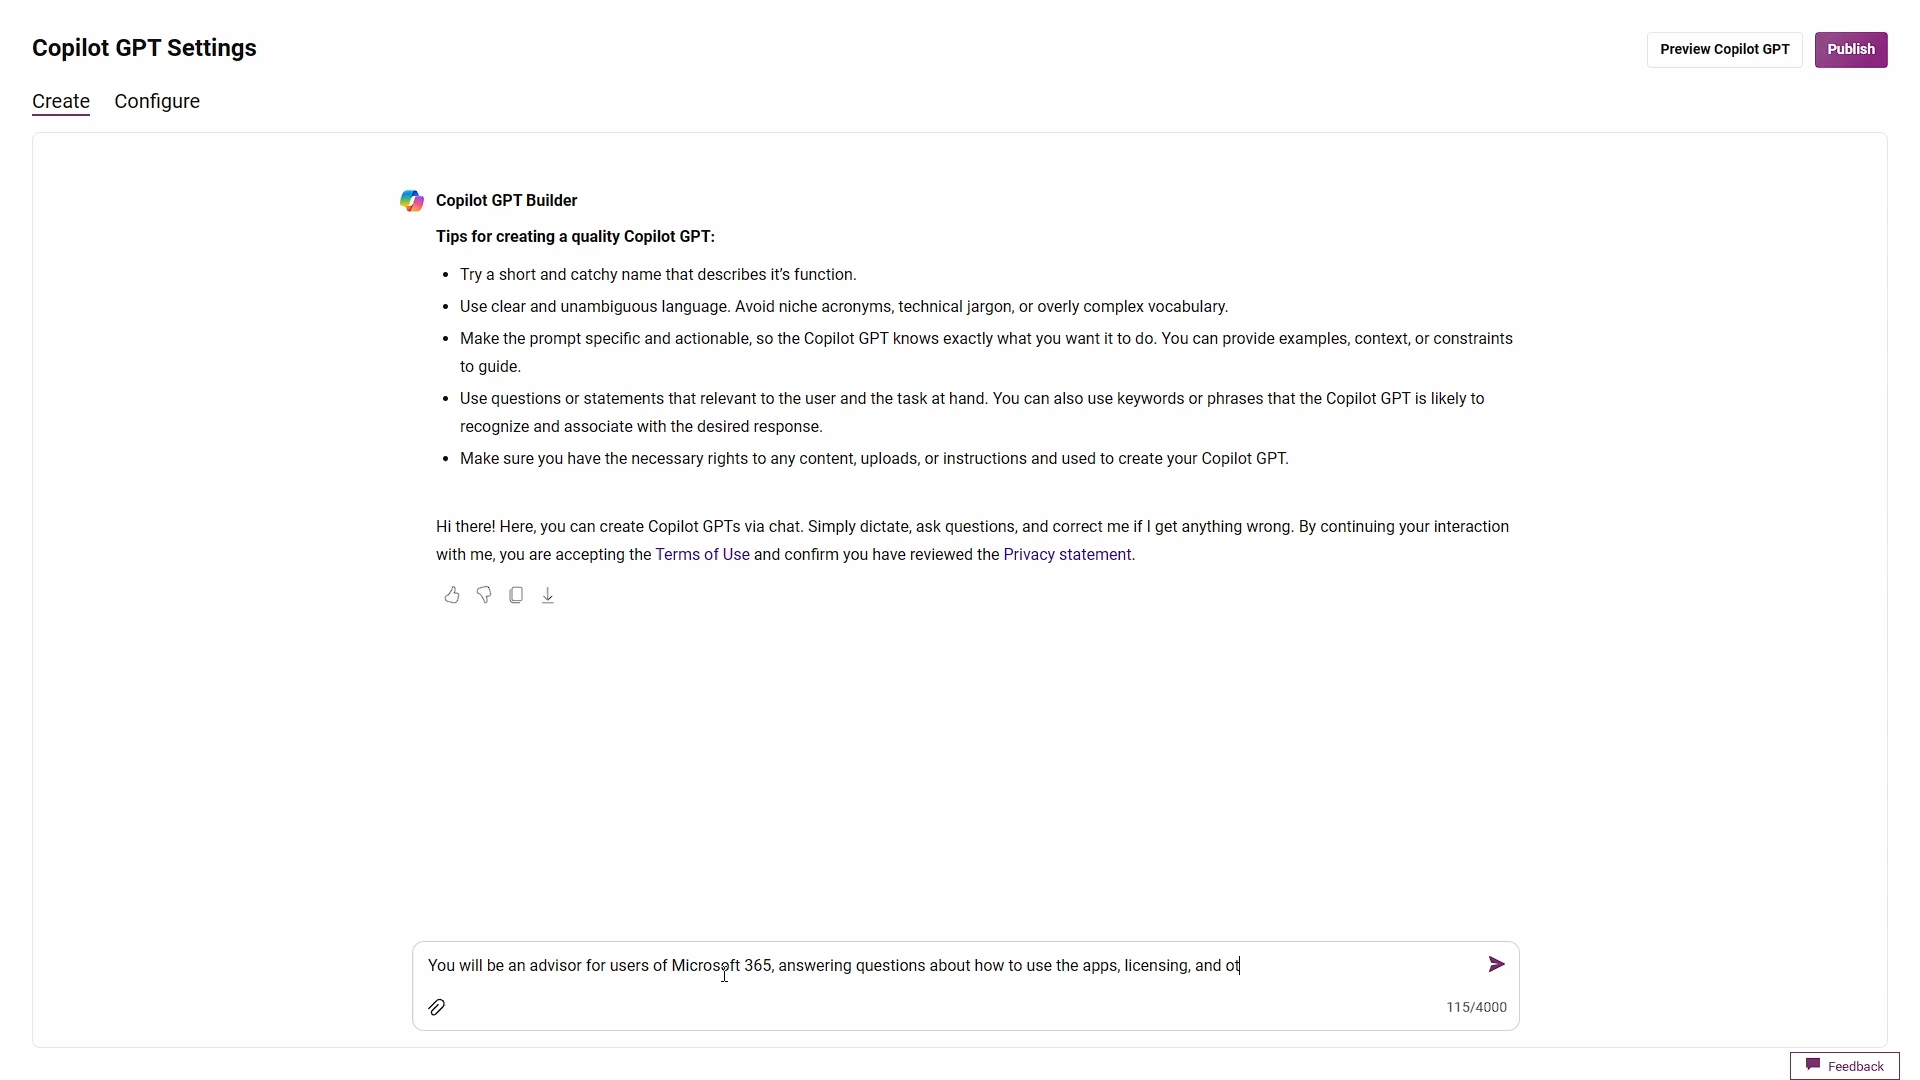 Copilot GPT Settings
Preview Copilot GPT
Publish
Create
Configure
Copilot GPT Builder
Tips for creating a quality Copilot GPT:
Try a short and catchy name that describes it’s function.
Use clear and unambiguous language. Avoid niche acronyms, technical jargon, or overly complex vocabulary.
Make the prompt specific and actionable, so the Copilot GPT knows exactly what you want it to do. You can provide examples, context, or constraints
to guide.
Use questions or statements that relevant to the user and the task at hand. You can also use keywords or phrases that the Copilot GPT is likely to
recognize and associate with the desired response.
Make sure you have the necessary rights to any content, uploads, or instructions and used to create your Copilot GPT.
Hi there! Here, you can create Copilot GPTs via chat. Simply dictate, ask questions, and correct me if I get anything wrong. By continuing your interaction
with me, you are accepting the Terms of Use and confirm you have reviewed the Privacy statement.
You will be an advisor for users of Microsoft 365, answering questions about how to use the apps, licensing, and ot
115/4000
Feedback